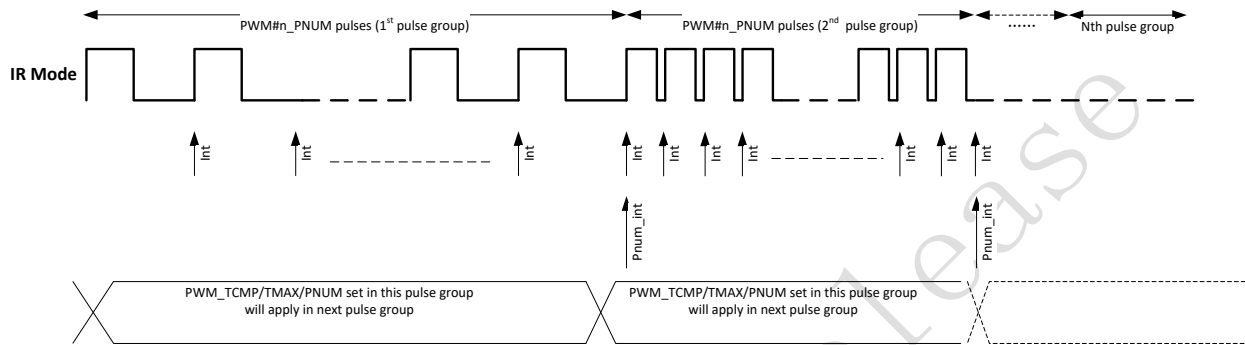 PWM#n_PNUM pulses (1st pulse group)
PWM#n_PNUM pulses (2nd pulse group)
......
Nth pulse group
IR Mode
Int
Int
Int
Int
Int
Int
Int
Int
Int
Int
Pnum_int
Pnum_int
PWM_TCMP/TMAX/PNUM set in this pulse group
will apply in next pulse group
PWM_TCMP/TMAX/PNUM set in this pulse group
will apply in next pulse group
lease